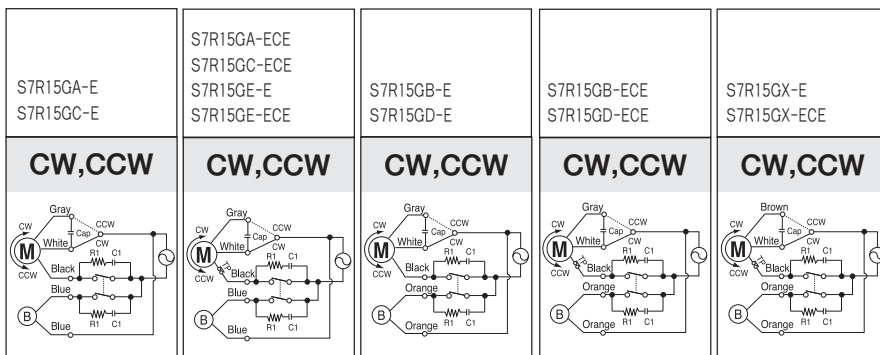 S7R15GA-E
S7R15GC-E
CW,CCW
Gray
CW
CCW
Cap
M
White
CW
CCW
Black
R1 C1
Blue
B
R1 C1
Blue
S7R15GA-ECE
S7R15GC-ECE
S7R15GE-E
S7R15GE-ECE
CW,CCW
Gray
CW
CCW
Cap
M
White
CW
TP
CCW
Black
R1 C1
Blue
B
R1 C1
Blue
S7R15GB-E
S7R15GD-E
CW,CCW
Gray
CW
CCW
Cap
M
White
CW
CCW
Black
R1 C1
Orange
B
R1 C1
Orange
S7R15GB-ECE
S7R15GD-ECE
CW,CCW
Gray
CW
CCW
Cap
M
White
CW
TP
CCW
Black
R1 C1
Orange
B
R1 C1
Orange
S7R15GX-E
S7R15GX-ECE
CW,CCW
Brown
CW
CCW
Cap
M
White
CW
TP
CCW
Black
R1 C1
Orange
B
R1 C1
Orange